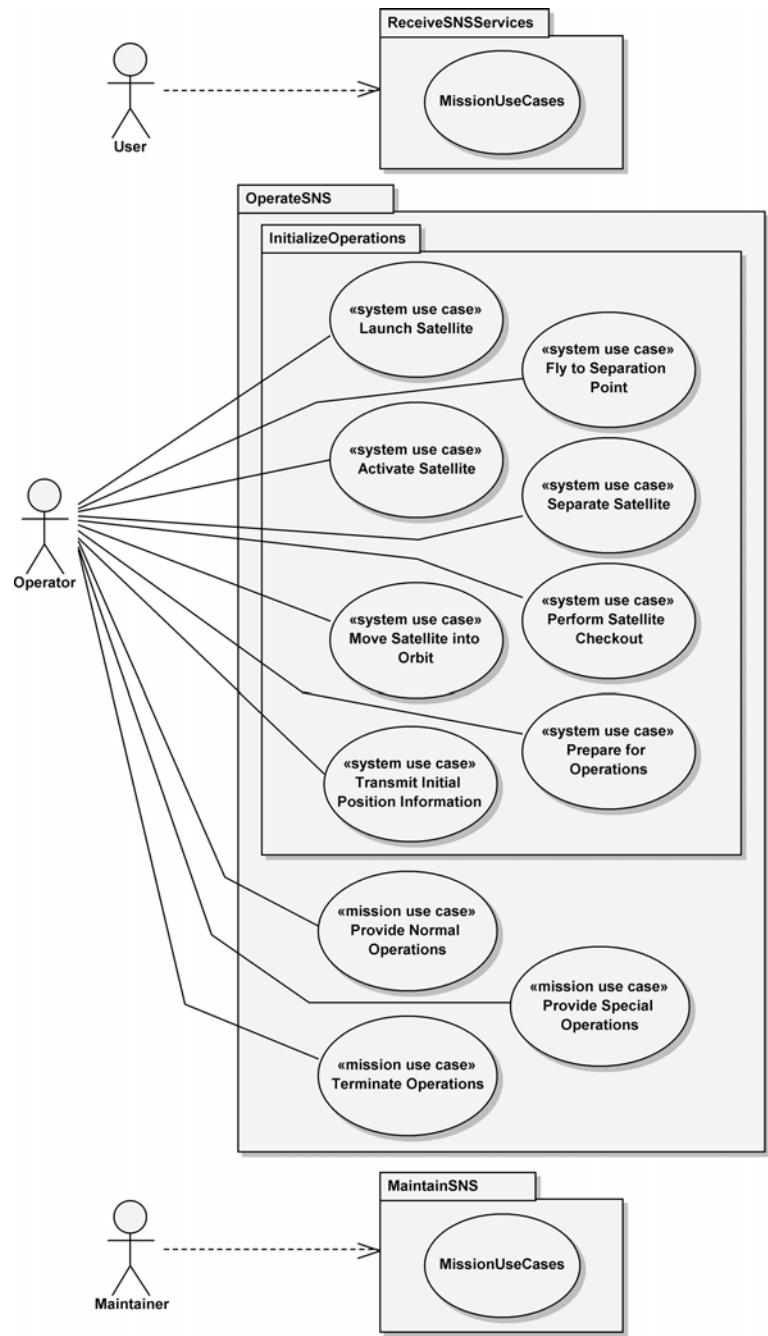 ReceiveSNSServices
MissionUseCases
User
OperateSNS
InitializeOperations
«system use case»
Launch Satellite
«system use case»
Fly to Separation
Point
«system use case»
Activate Satellite
«system use case»
Separate Satellite
Operator
«system use case»
Move Satellite into
Orbit
«system use case»
Perform Satellite
Checkout
«system use case»
Transmit Initial
Position Information
«system use case»
Prepare for
Operations
«mission use case»
Provide Normal
Operations
«mission use case»
Provide Special
Operations
«mission use case»
Terminate Operations
MaintainSNS
MissionUseCases
Maintainer